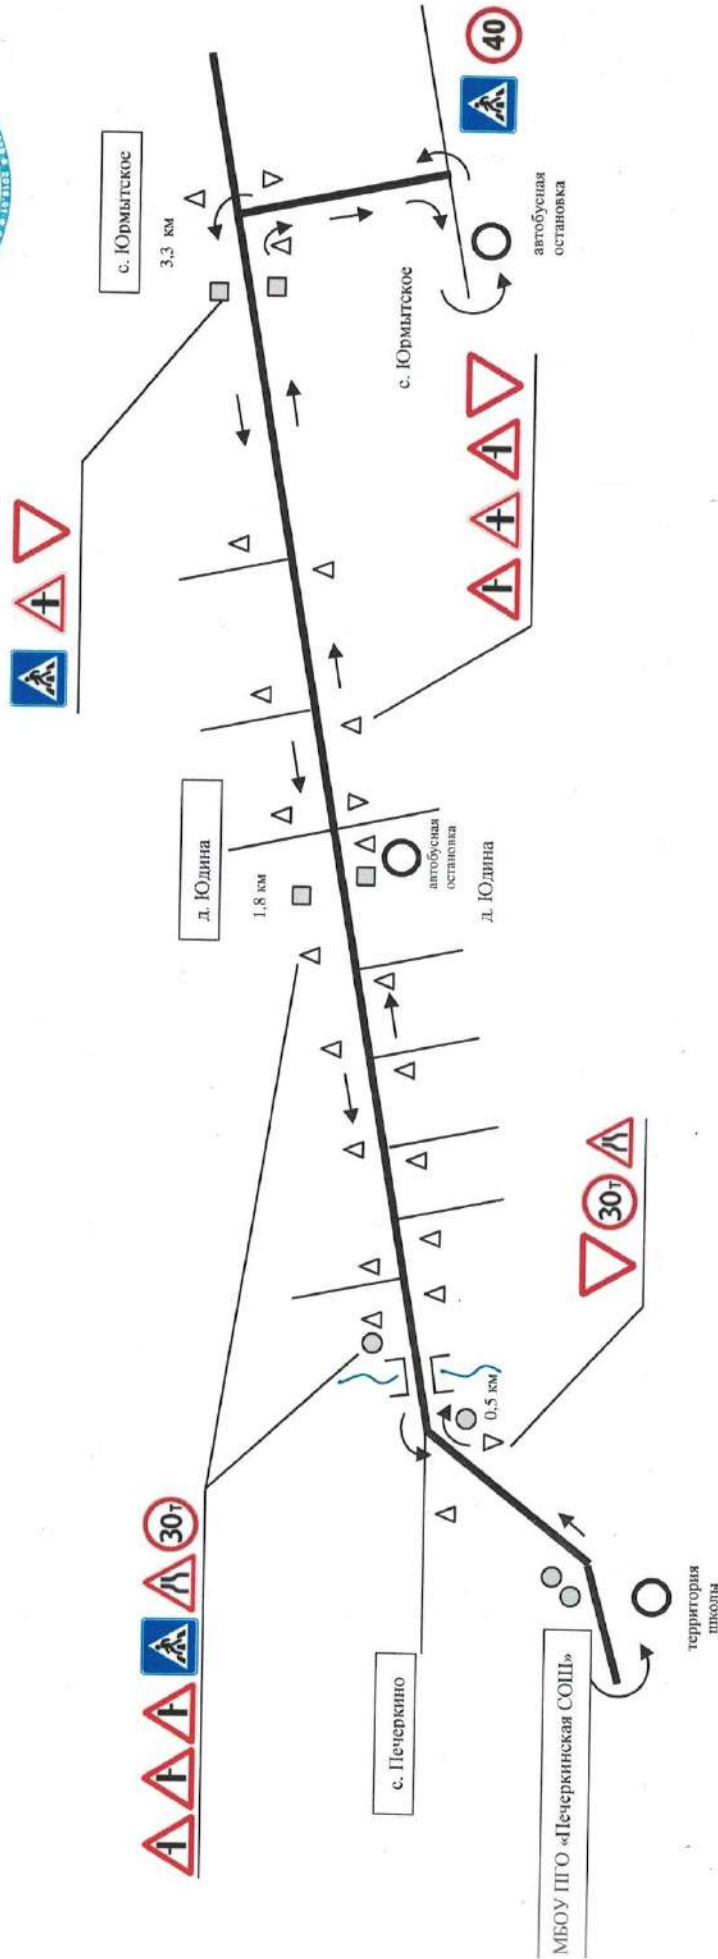 с. Юрмытское
3,3 км
40
автобусная
остановка
с. Юрмытское
д. Юдина
1,8 км
автобусная
остановка
д. Юдина
30т
30т
0,5 км
с. Печеркино
МБОУ ПГО «Печеркинская СОШ»
территория
школы